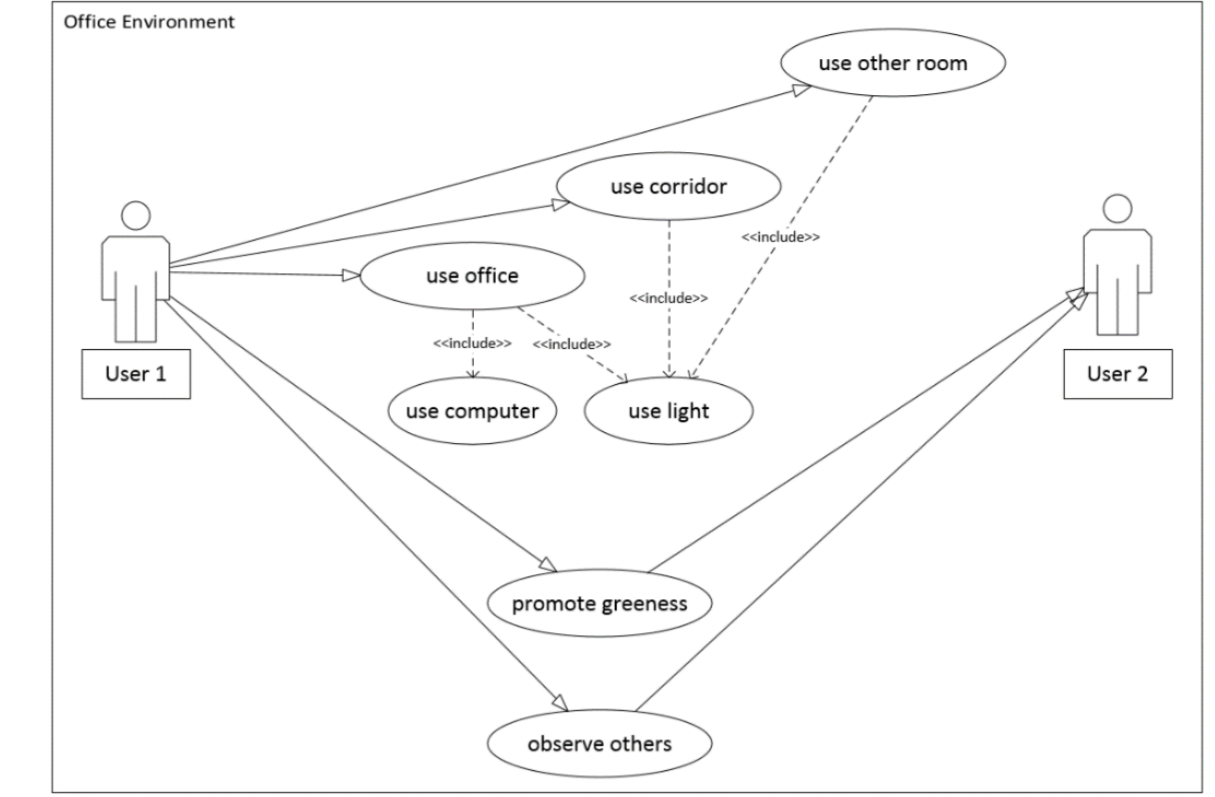 Office Environment
use other room
use corridor
<<include>>
use office
<<include>>
<<include>>
<<include>>
User 1
User 2
use computer
use light
promote greeness
observe others